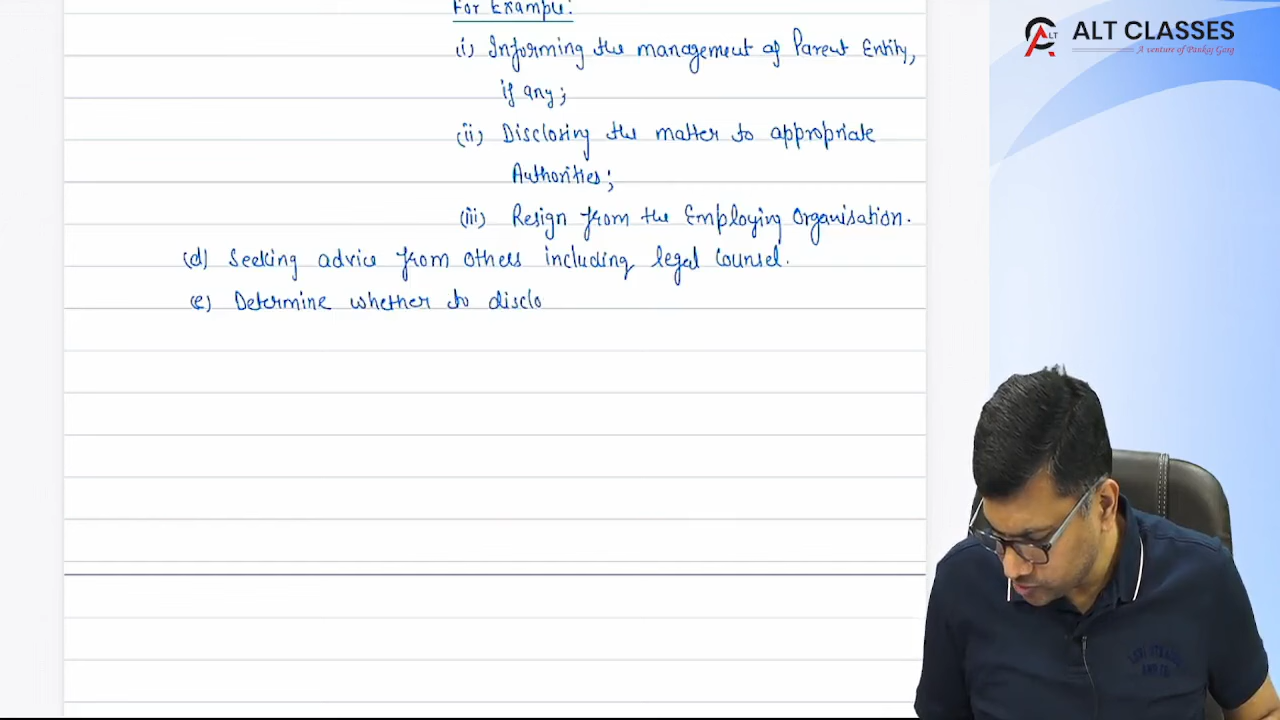 For Example:
ALT CLASSES
ALT
A venture of Pankaj Garg
(i) Informing the management of Parent Entity,
if any;
(ii) Disclosing the matter to appropriate
Authorities;
(iii) Resign from the Employing Organisation.
(d) Seeking advice from others including legal Counsel.
(e) Determine whether to disclo